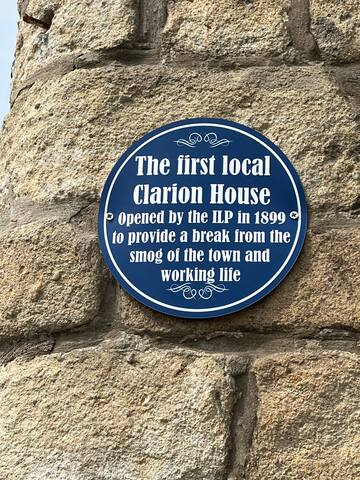 The first local
Clarion House
Opened by the ILP in 1899
to provide a break from the
smog of the town and
working life